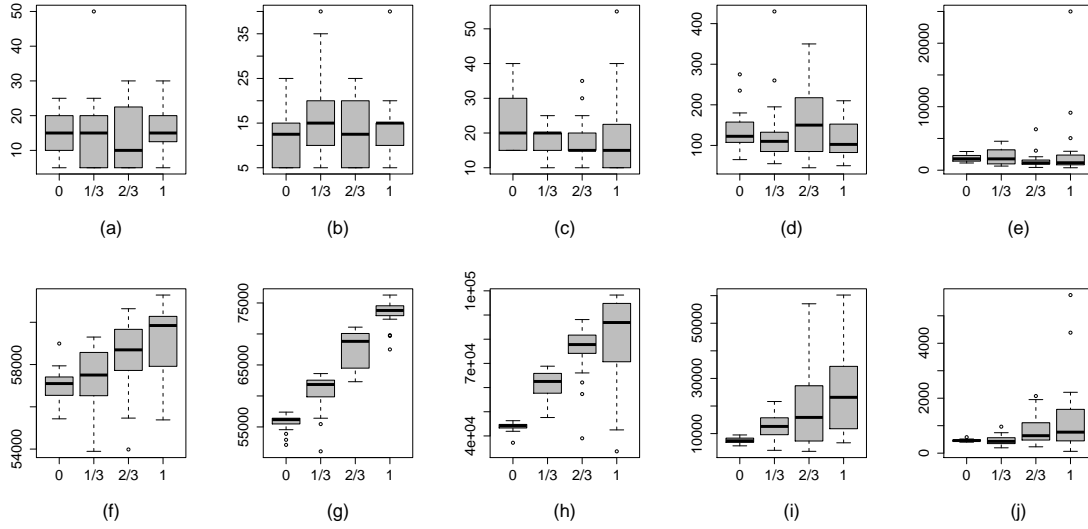 50
40
30
20
10
0 1/3 2/3 1
(a)
35
25
15
5
0 1/3 2/3 1
(b)
50
40
30
20
10
0 1/3 2/3 1
(c)
400
300
200
100
0 1/3 2/3 1
(d)
20000
10000
0
0 1/3 2/3 1
(e)
58000
54000
0 1/3 2/3 1
(f)
75000
65000
55000
0 1/3 2/3 1
(g)
1e+05
7e+04
4e+04
0 1/3 2/3 1
(h)
50000
30000
10000
0 1/3 2/3 1
(i)
4000
2000
0
0 1/3 2/3 1
(j)